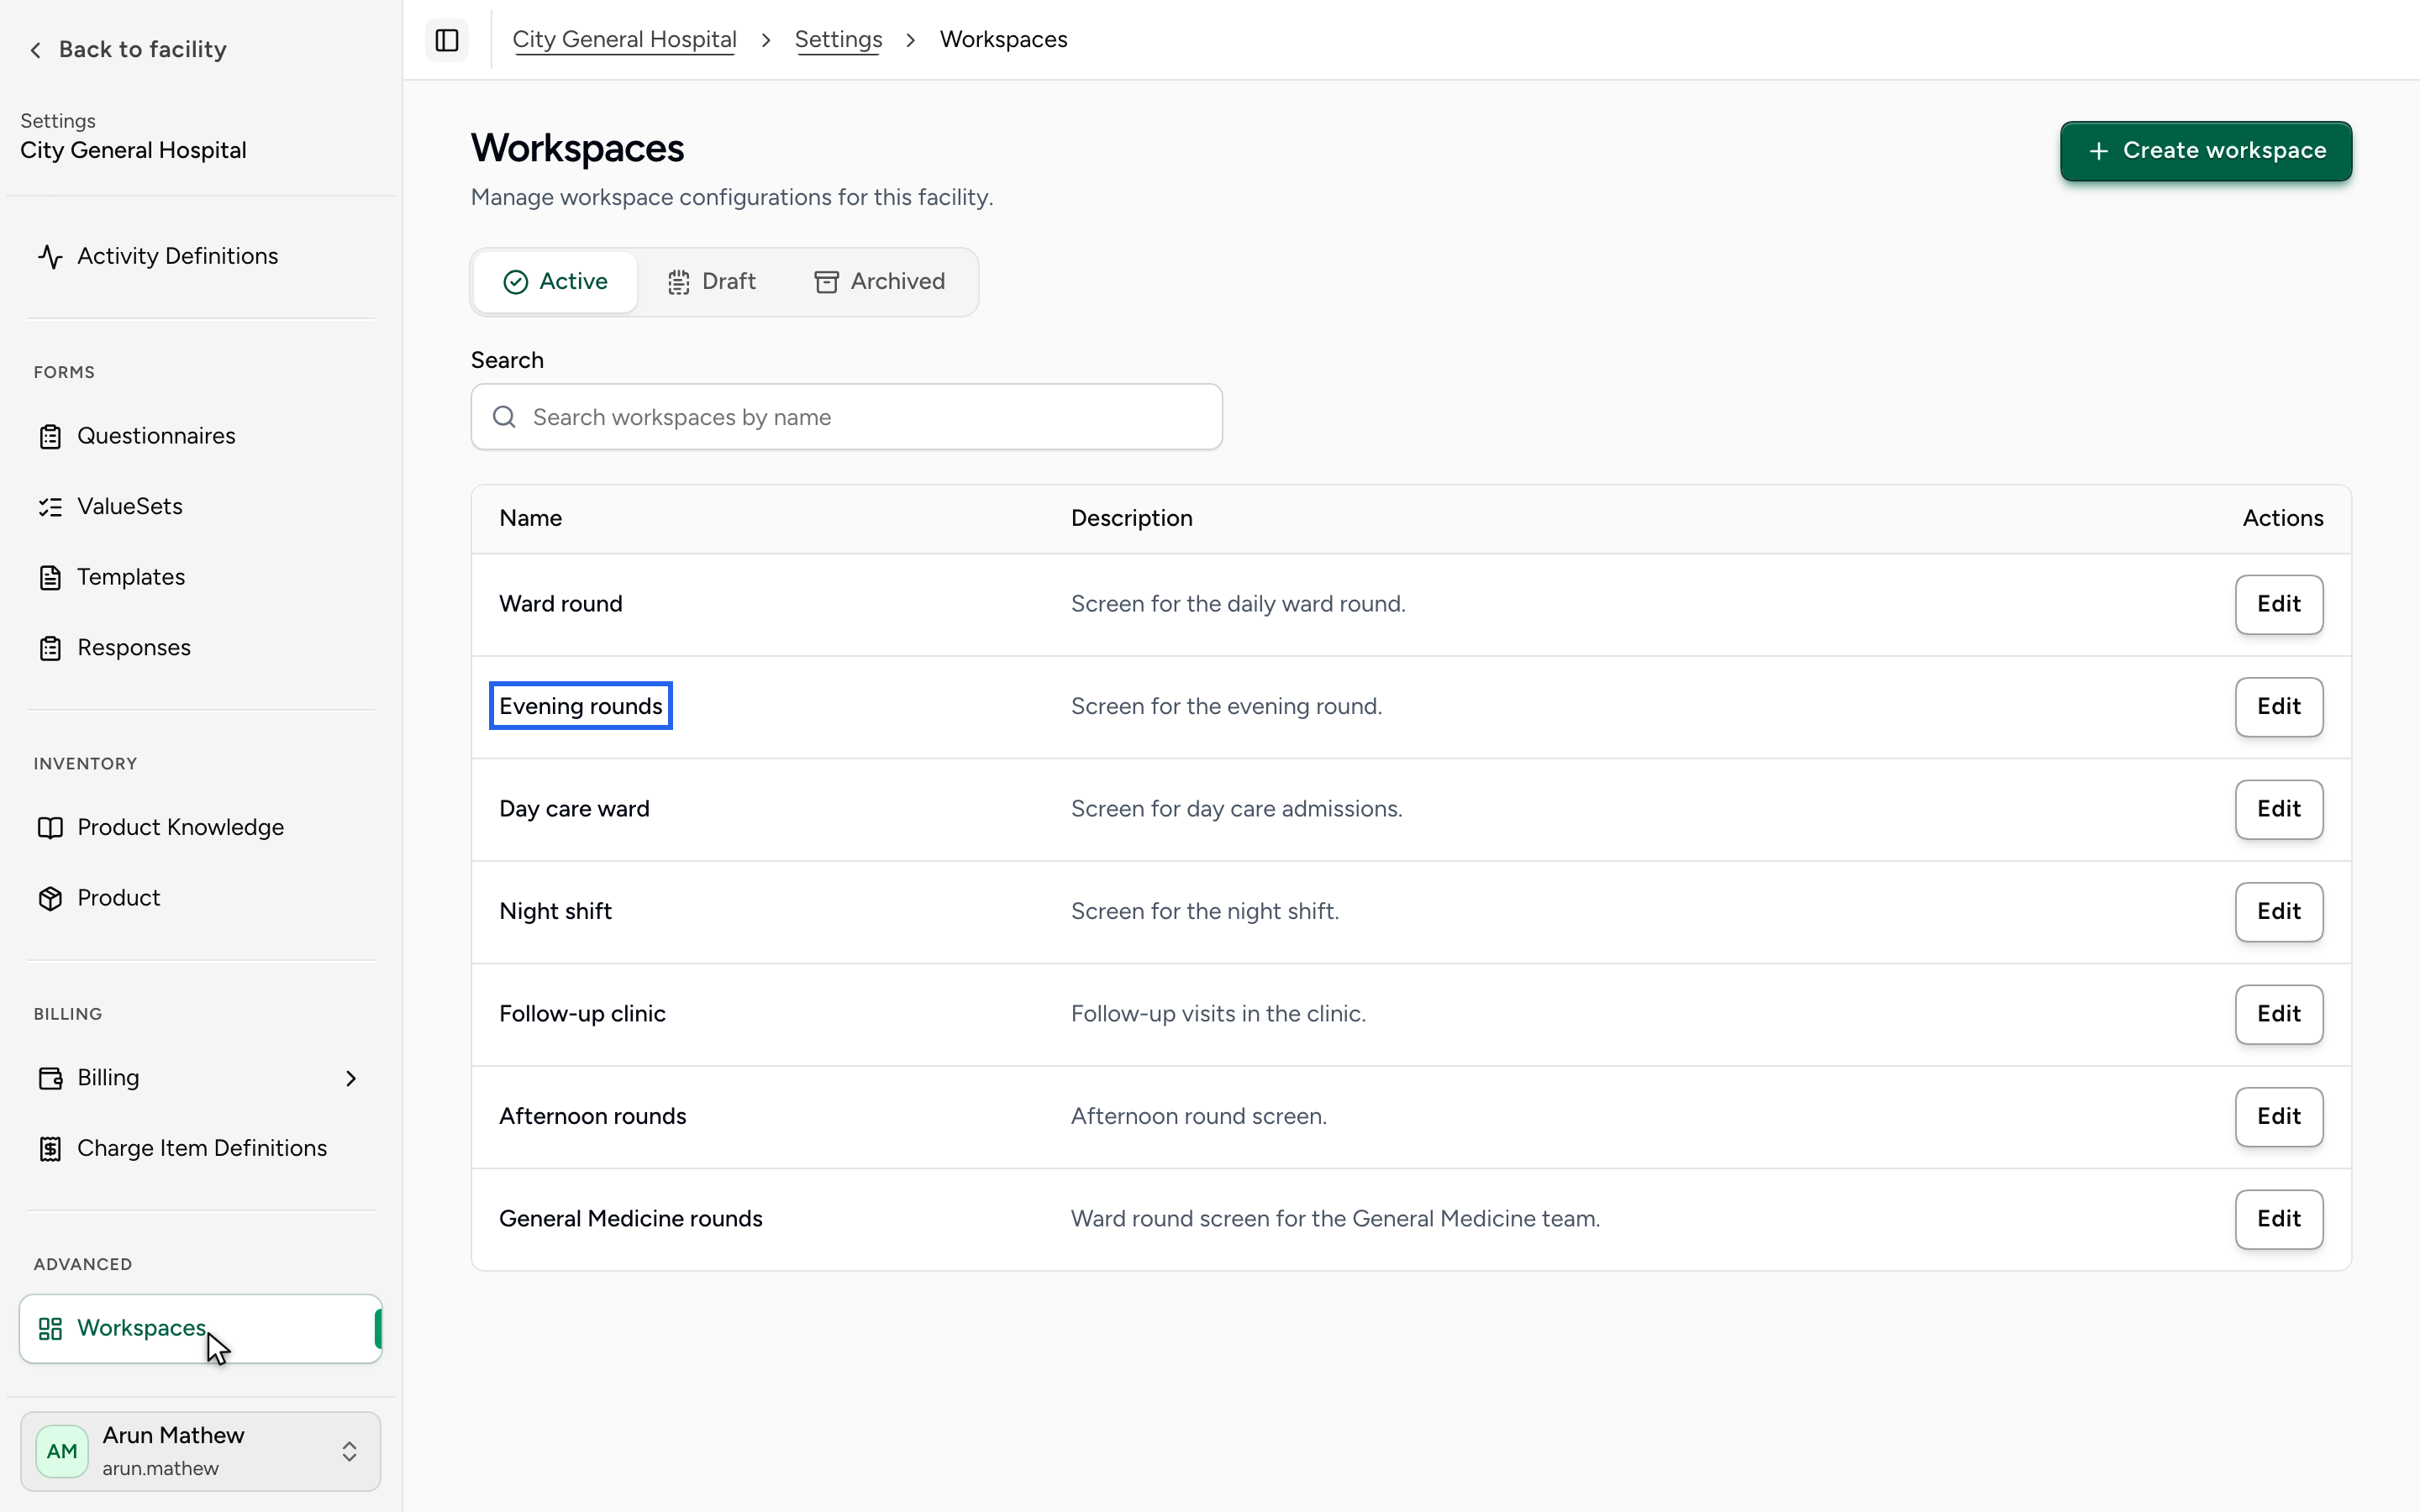 Back to facility
Settings
City General Hospital
Activity Definitions
FORMS
Questionnaires
ValueSets
Templates
Responses
INVENTORY
Product Knowledge
Product
BILLING
Billing
Charge Item Definitions
ADVANCED
Workspaces
AM
Arun Mathew
arun.mathew
City General Hospital > Settings > Workspaces
Workspaces
Manage workspace configurations for this facility.
+ Create workspace
Active Draft Archived
Search
Search workspaces by name
Name Description Actions
Ward round Screen for the daily ward round. Edit
Evening rounds Screen for the evening round. Edit
Day care ward Screen for day care admissions. Edit
Night shift Screen for the night shift. Edit
Follow-up clinic Follow-up visits in the clinic. Edit
Afternoon rounds Afternoon round screen. Edit
General Medicine rounds Ward round screen for the General Medicine team. Edit